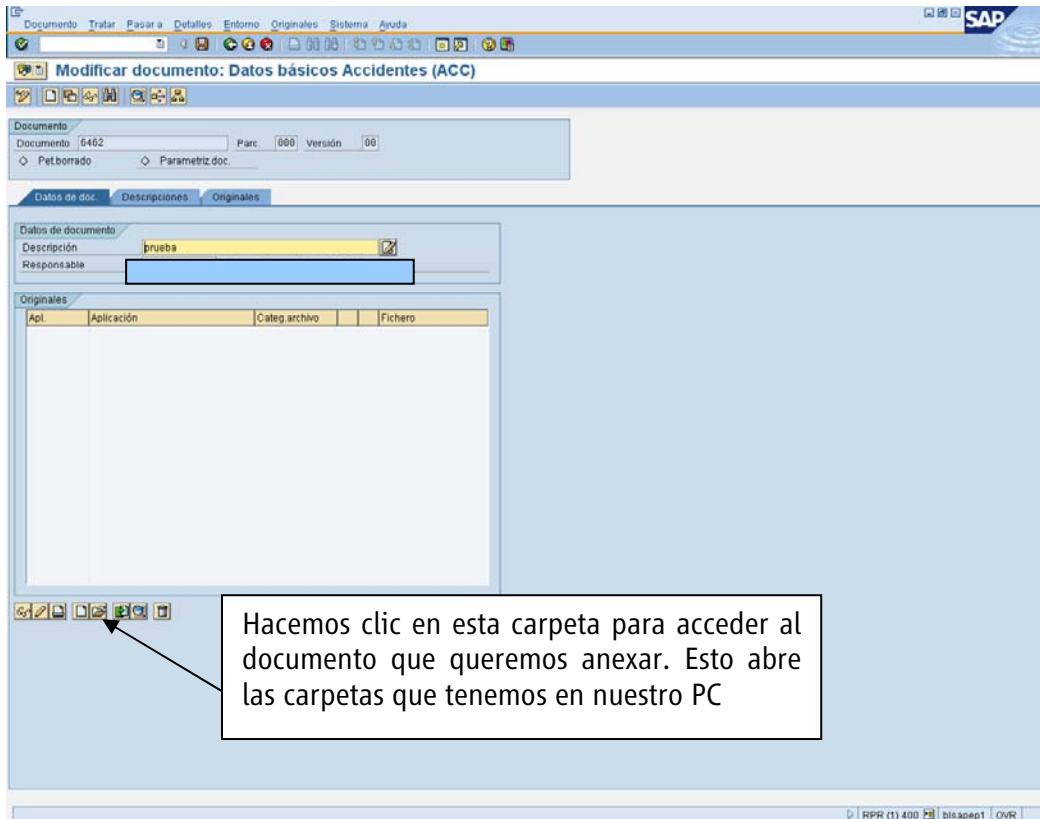 Documento Tratar Pasar a Detalles Entorno Originales Sistema Ayuda
SAP
Modificar documento: Datos básicos Accidentes (ACC)
Documento
Documento 6462 Parc. 000 Versión 00
Pet.borrado Parametriz.doc.
Datos de doc. Descripciones Originales
Datos de documento
Descripción prueba
Responsable
Originales
Apl. Aplicación Categ.archivo Fichero
Hacemos clic en esta carpeta para acceder al
documento que queremos anexar. Esto abre
las carpetas que tenemos en nuestro PC
RPR (1) 400 blsapep1 OVR